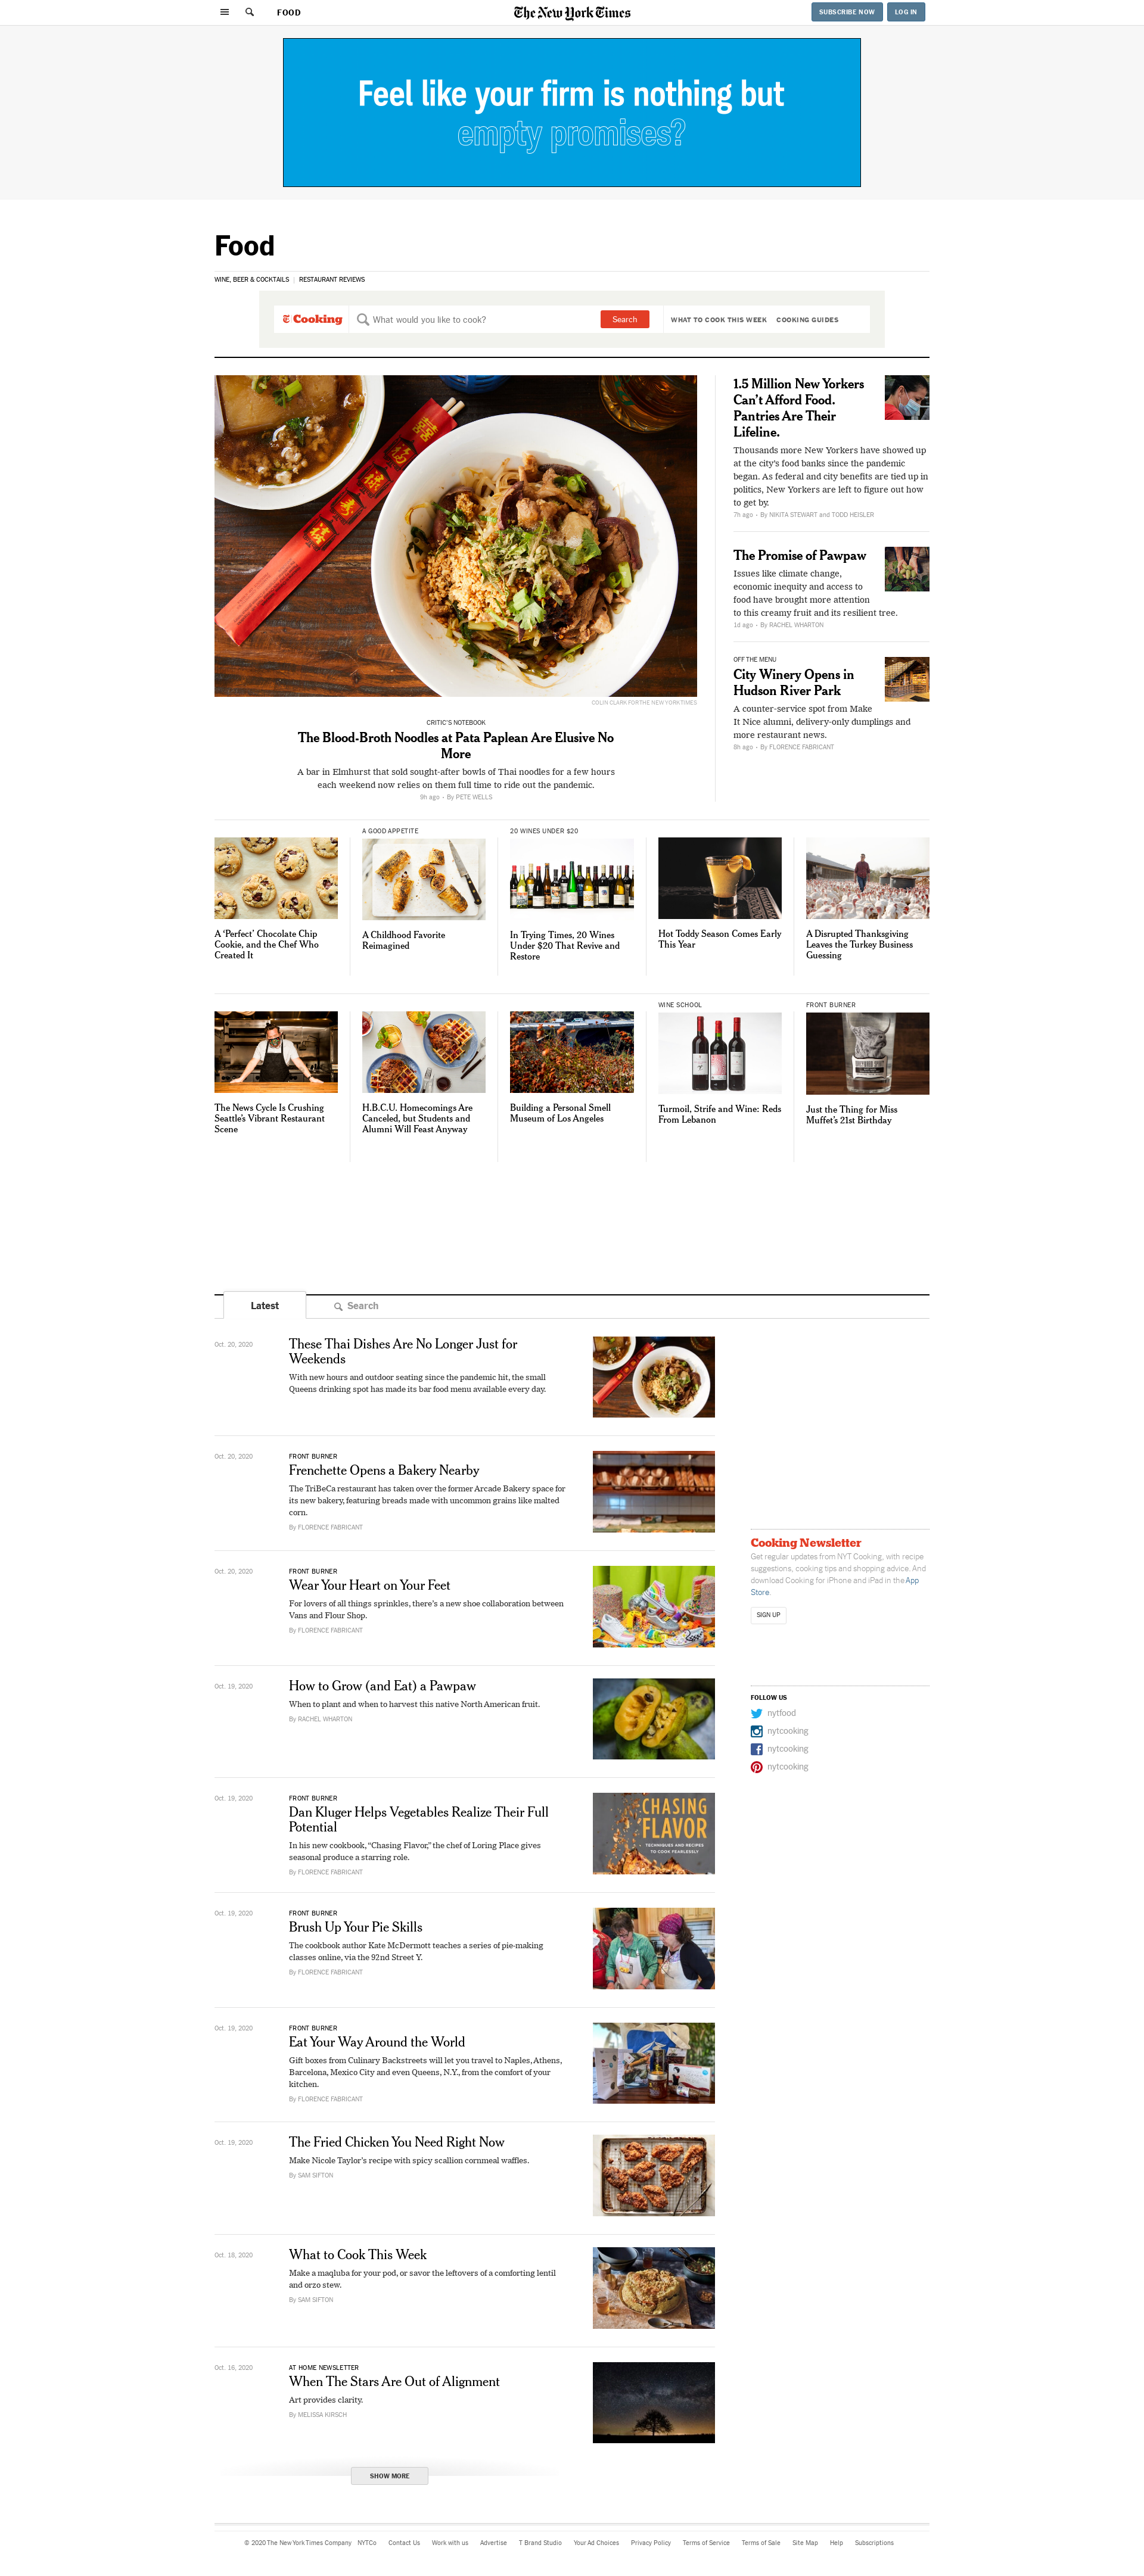 FOOD
The New York Times
SUBSCRIBE NOW
LOG IN
Feel like your firm is nothing but
empty promises?
Food
WINE, BEER & COCKTAILS | RESTAURANT REVIEWS
T Cooking
What would you like to cook?
Search
WHAT TO COOK THIS WEEK
COOKING GUIDES
COLIN CLARK FOR THE NEW YORK TIMES
CRITIC'S NOTEBOOK
The Blood-Broth Noodles at Pata Paplean Are Elusive No
More
A bar in Elmhurst that sold sought-after bowls of Thai noodles for a few hours
each weekend now relies on them full time to ride out the pandemic.
9h ago · By PETE WELLS
1.5 Million New Yorkers
Can't Afford Food.
Pantries Are Their
Lifeline.
Thousands more New Yorkers have showed up
at the city's food banks since the pandemic
began. As federal and city benefits are tied up in
politics, New Yorkers are left to figure out how
to get by.
7h ago · By NIKITA STEWART and TODD HEISLER
The Promise of Pawpaw
Issues like climate change,
economic inequity and access to
food have brought more attention
to this creamy fruit and its resilient tree.
1d ago · By RACHEL WHARTON
OFF THE MENU
City Winery Opens in
Hudson River Park
A counter-service spot from Make
It Nice alumni, delivery-only dumplings and
more restaurant news.
8h ago · By FLORENCE FABRICANT
A 'Perfect' Chocolate Chip
Cookie, and the Chef Who
Created It
A GOOD APPETITE
A Childhood Favorite
Reimagined
20 WINES UNDER $20
In Trying Times, 20 Wines
Under $20 That Revive and
Restore
Hot Toddy Season Comes Early
This Year
A Disrupted Thanksgiving
Leaves the Turkey Business
Guessing
The News Cycle Is Crushing
Seattle's Vibrant Restaurant
Scene
H.B.C.U. Homecomings Are
Canceled, but Students and
Alumni Will Feast Anyway
Building a Personal Smell
Museum of Los Angeles
WINE SCHOOL
Turmoil, Strife and Wine: Reds
From Lebanon
FRONT BURNER
Just the Thing for Miss
Muffet's 21st Birthday
Latest
Search
Oct. 20, 2020
These Thai Dishes Are No Longer Just for
Weekends
With new hours and outdoor seating since the pandemic hit, the small
Queens drinking spot has made its bar food menu available every day.
Oct. 20, 2020
FRONT BURNER
Frenchette Opens a Bakery Nearby
The TriBeCa restaurant has taken over the former Arcade Bakery space for
its new bakery, featuring breads made with uncommon grains like malted
corn.
By FLORENCE FABRICANT
Oct. 20, 2020
FRONT BURNER
Wear Your Heart on Your Feet
For lovers of all things sprinkles, there's a new shoe collaboration between
Vans and Flour Shop.
By FLORENCE FABRICANT
Oct. 19, 2020
How to Grow (and Eat) a Pawpaw
When to plant and when to harvest this native North American fruit.
By RACHEL WHARTON
Oct. 19, 2020
FRONT BURNER
Dan Kluger Helps Vegetables Realize Their Full
Potential
In his new cookbook, "Chasing Flavor," the chef of Loring Place gives
seasonal produce a starring role.
By FLORENCE FABRICANT
CHASING
FLAVOR
TECHNIQUES AND RECIPES
TO COOK FEARLESSLY
Oct. 19, 2020
FRONT BURNER
Brush Up Your Pie Skills
The cookbook author Kate McDermott teaches a series of pie-making
classes online, via the 92nd Street Y.
By FLORENCE FABRICANT
Oct. 19, 2020
FRONT BURNER
Eat Your Way Around the World
Gift boxes from Culinary Backstreets will let you travel to Naples, Athens,
Barcelona, Mexico City and even Queens, N.Y., from the comfort of your
kitchen.
By FLORENCE FABRICANT
Oct. 19, 2020
The Fried Chicken You Need Right Now
Make Nicole Taylor's recipe with spicy scallion cornmeal waffles.
By SAM SIFTON
Oct. 18, 2020
What to Cook This Week
Make a maqluba for your pod, or savor the leftovers of a comforting lentil
and orzo stew.
By SAM SIFTON
Oct. 16, 2020
AT HOME NEWSLETTER
When The Stars Are Out of Alignment
Art provides clarity.
By MELISSA KIRSCH
SHOW MORE
Cooking Newsletter
Get regular updates from NYT Cooking, with recipe
suggestions, cooking tips and shopping advice. And
download Cooking for iPhone and iPad in the App
Store.
SIGN UP
FOLLOW US
nytfood
nytcooking
nytcooking
nytcooking
© 2020 The New York Times Company NYTCo Contact Us Work with us Advertise T Brand Studio Your Ad Choices Privacy Policy Terms of Service Terms of Sale Site Map Help Subscriptions